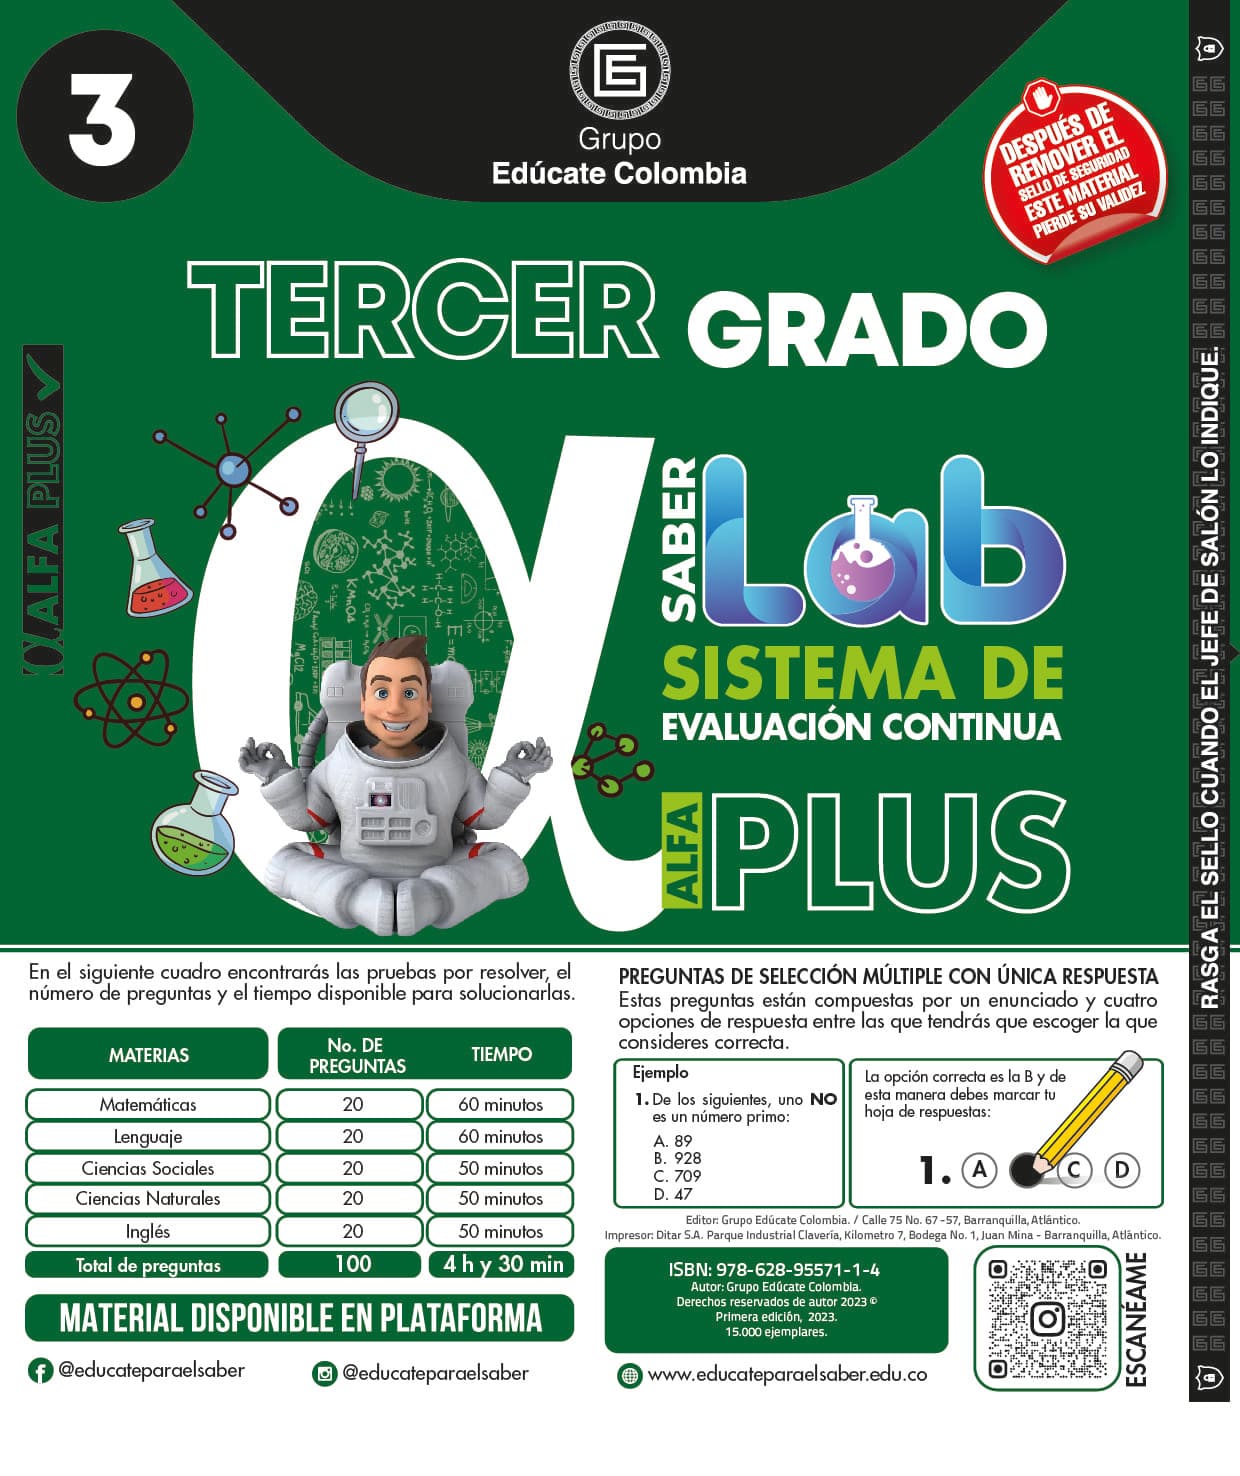 3
Grupo
Edúcate Colombia
DESPUÉS DE
REMOVER EL
SELLO DE SEGURIDAD
ESTE MATERIAL
PIERDE SU VALIDEZ
TERCER GRADO
ALFA PLUS
SABER
Lab
SISTEMA DE
EVALUACIÓN CONTINUA
ALFA
PLUS
RASGA EL SELLO CUANDO EL JEFE DE SALÓN LO INDIQUE.
En el siguiente cuadro encontrarás las pruebas por resolver, el
número de preguntas y el tiempo disponible para solucionarlas.
MATERIAS No. DE PREGUNTAS TIEMPO
Matemáticas 20 60 minutos
Lenguaje 20 60 minutos
Ciencias Sociales 20 50 minutos
Ciencias Naturales 20 50 minutos
Inglés 20 50 minutos
Total de preguntas 100 4 h y 30 min
MATERIAL DISPONIBLE EN PLATAFORMA
@educateparaelsaber @educateparaelsaber
PREGUNTAS DE SELECCIÓN MÚLTIPLE CON ÚNICA RESPUESTA
Estas preguntas están compuestas por un enunciado y cuatro
opciones de respuesta entre las que tendrás que escoger la que
consideres correcta.
Ejemplo
1. De los siguientes, uno NO
es un número primo:
A. 89
B. 928
C. 709
D. 47
La opción correcta es la B y de
esta manera debes marcar tu
hoja de respuestas:
1. A C D
Editor: Grupo Edúcate Colombia. / Calle 75 No. 67 -57, Barranquilla, Atlántico.
Impresor: Ditar S.A. Parque Industrial Clavería, Kilometro 7, Bodega No. 1, Juan Mina - Barranquilla, Atlántico.
ISBN: 978-628-95571-1-4
Autor: Grupo Edúcate Colombia.
Derechos reservados de autor 2023 ©
Primera edición, 2023.
15.000 ejemplares.
www.educateparaelsaber.edu.co
ESCANÉAME